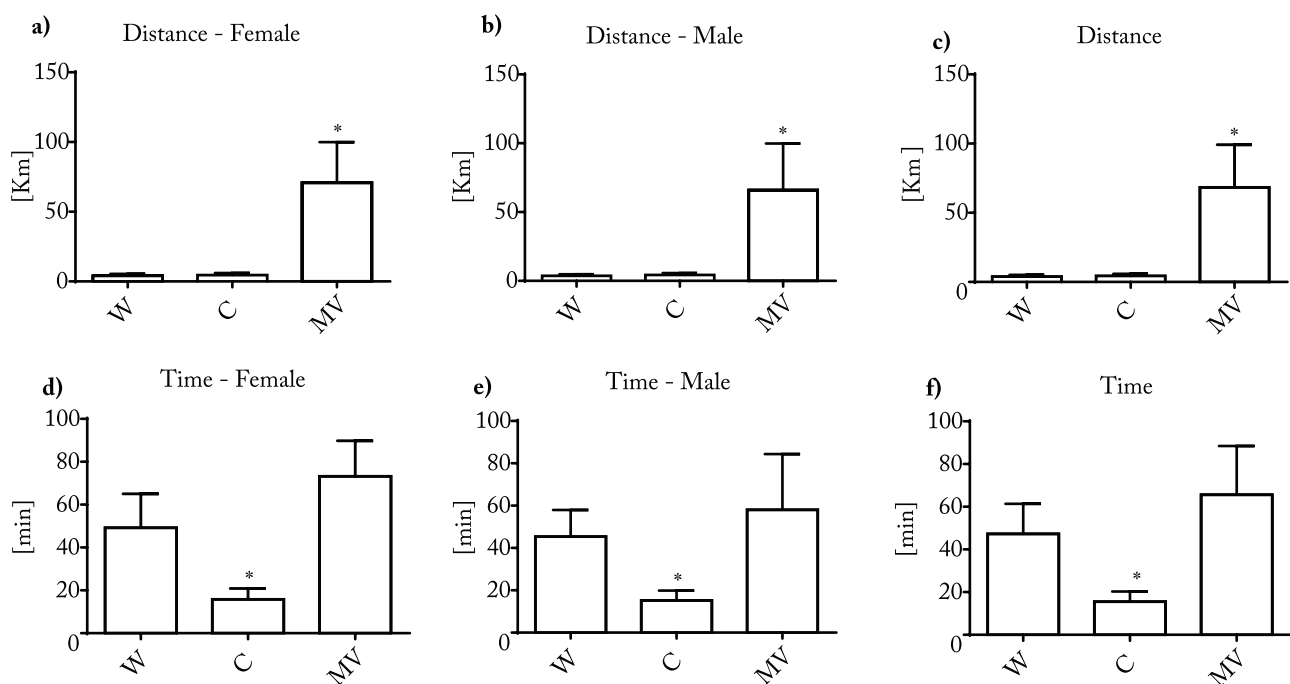 a) Distance - Female
150
100
50
0
[Km]
*
W C MV
b) Distance - Male
150
100
50
0
[Km]
*
W C MV
c) Distance
150
100
50
0
[Km ]
*
W C MV
d) Time - Female
100
80
60
40
20
0
[min]
*
W C MV
e) Time - Male
100
80
60
40
20
0
[min]
*
W C MV
f) Time
100
80
60
40
20
0
[min]
*
W C MV